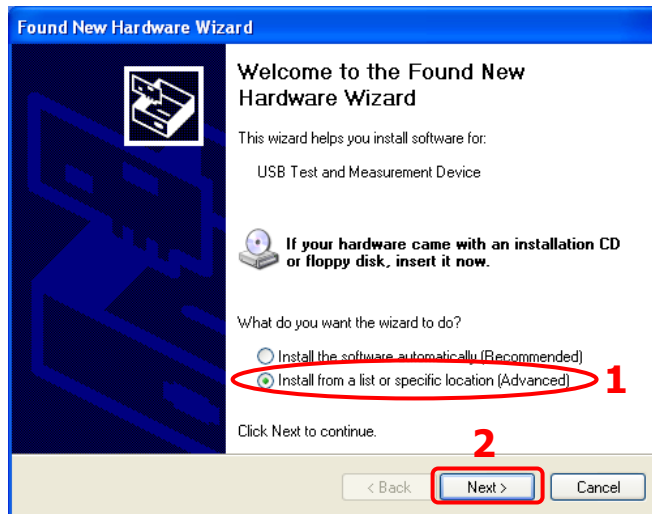 Found New Hardware Wizard
Welcome to the Found New
Hardware Wizard
This wizard helps you install software for:
USB Test and Measurement Device
If your hardware came with an installation CD
or floppy disk, insert it now.
What do you want the wizard to do?
Install the software automatically (Recommended)
Install from a list or specific location (Advanced)
1
Click Next to continue.
2
< Back
Next >
Cancel